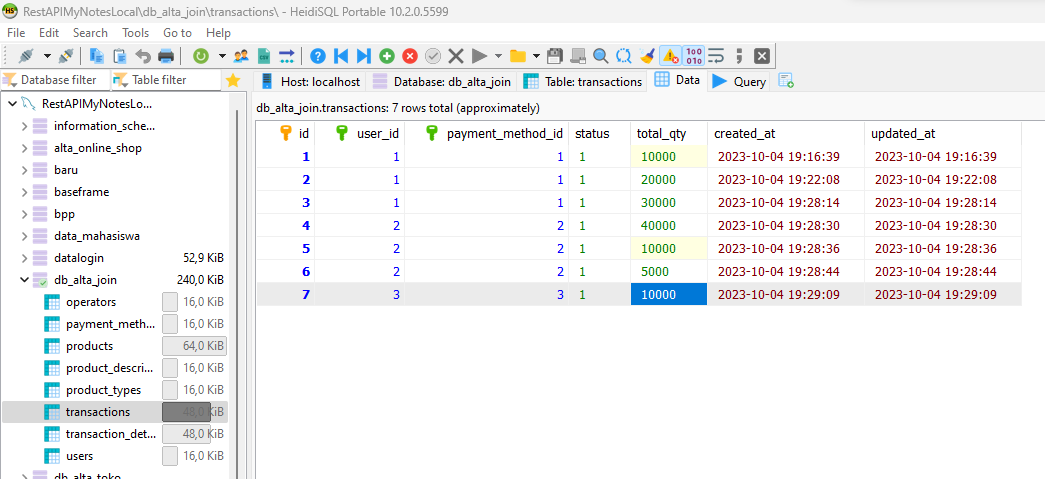 RestAPIMyNotesLocal\db_alta_join\transactions\ - HeidiSQL Portable 10.2.0.5599
File Edit Search Tools Go to Help
Database filter Table filter Host: localhost Database: db_alta_join Table: transactions Data Query
RestAPIMyNotesLo...
information_sche...
alta_online_shop
baru
baseframe
bpp
data_mahasiswa
datalogin 52,9 KiB
db_alta_join 240,0 KiB
operators 16,0 KiB
payment_meth... 16,0 KiB
products 64,0 KiB
product_descri... 16,0 KiB
product_types 16,0 KiB
transactions 48,0 KiB
transaction_det... 48,0 KiB
users 16,0 KiB
db_alta_toko
db_alta_join.transactions: 7 rows total (approximately)
id user_id payment_method_id status total_qty created_at updated_at
1 1 1 1 10000 2023-10-04 19:16:39 2023-10-04 19:16:39
2 1 1 1 20000 2023-10-04 19:22:08 2023-10-04 19:22:08
3 1 1 1 30000 2023-10-04 19:28:14 2023-10-04 19:28:14
4 2 2 1 40000 2023-10-04 19:28:30 2023-10-04 19:28:30
5 2 2 1 10000 2023-10-04 19:28:36 2023-10-04 19:28:36
6 2 2 1 5000 2023-10-04 19:28:44 2023-10-04 19:28:44
7 3 3 1 10000 2023-10-04 19:29:09 2023-10-04 19:29:09